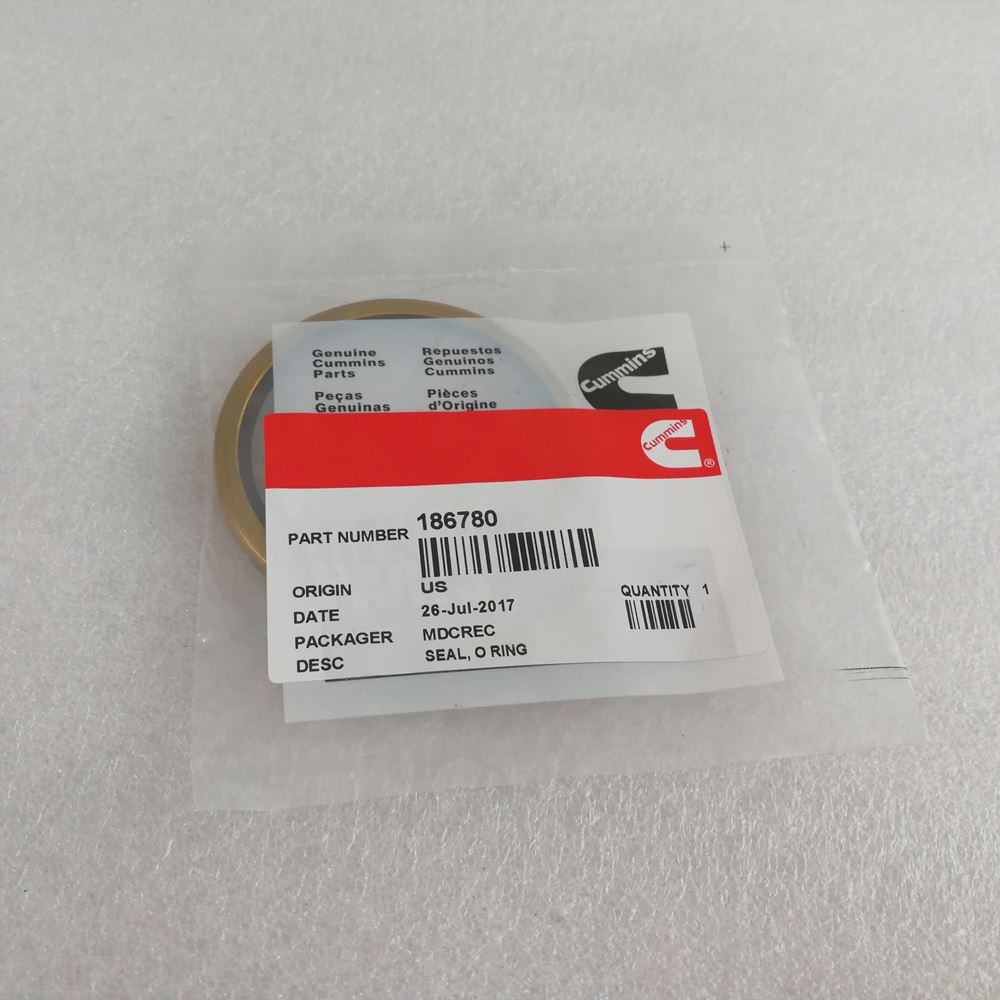 Genuine
Cummins
Parts
Repuestos
Genuinos
Cummins
Peças
Genuinas
Pièces
d'Origine
Cummins
Cummins
®
PART NUMBER 186780
ORIGIN US
DATE 26-Jul-2017
PACKAGER MDCREC
DESC SEAL, O RING
QUANTITY 1